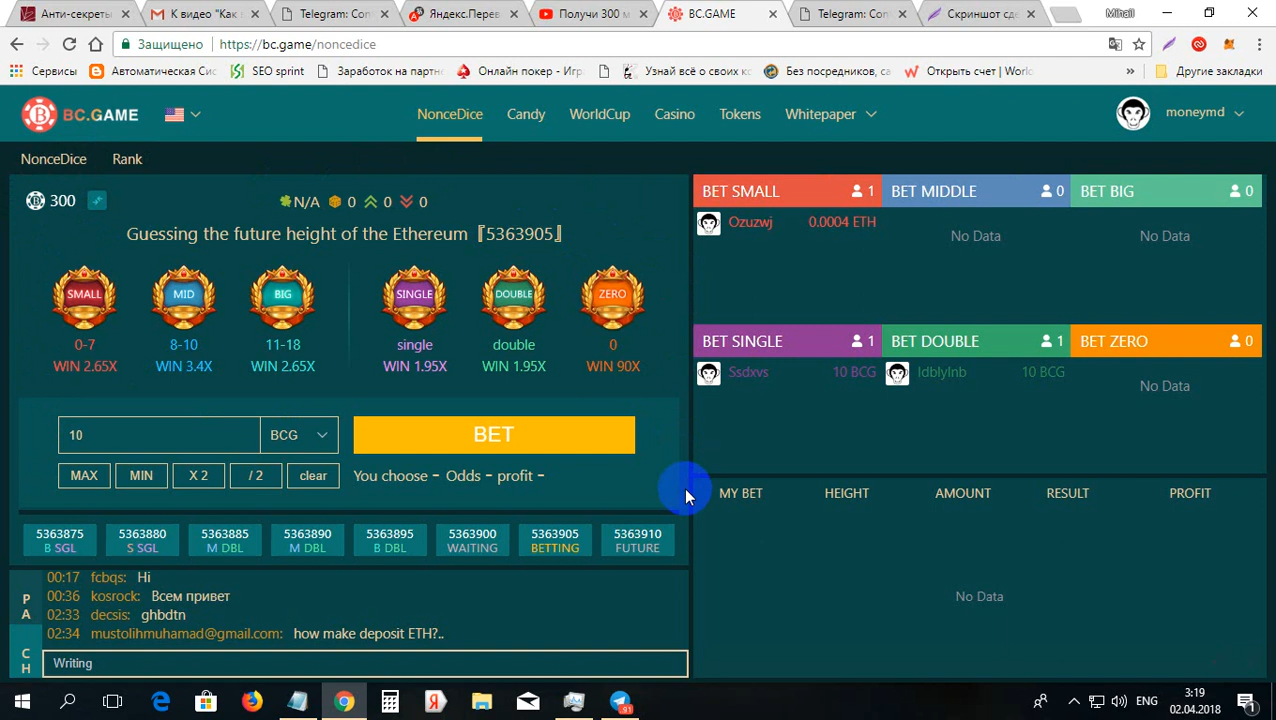 Анти-секреты
К видео "Как
Telegram: Con
Яндекс.Перев
Получи 300 м
BC.GAME
Telegram: Con
Скриншот сде
Mihail
Защищено
https://bc.game/noncedice
Сервисы
Автоматическая Сис
SEO sprint
Заработок на партн
Онлайн покер - Игр
Узнай всё о своих кс
Без посредников, са
Открыть счет | Worl
»
Другие закладки
BC.GAME
NonceDice
Candy
WorldCup
Casino
Tokens
Whitepaper
moneymd
NonceDice
Rank
300
N/A 0 0 0
Guessing the future height of the Ethereum『5363905』
SMALL
MID
BIG
SINGLE
DOUBLE
ZERO
0-7
8-10
11-18
single
double
0
WIN 2.65X
WIN 3.4X
WIN 2.65X
WIN 1.95X
WIN 1.95X
WIN 90X
10
BCG
BET
MAX
MIN
X 2
/ 2
clear
You choose - Odds - profit -
5363875
B SGL
5363880
S SGL
5363885
M DBL
5363890
M DBL
5363895
B DBL
5363900
WAITING
5363905
BETTING
5363910
FUTURE
P
A
C
H
00:17 fcbqs: Hi
00:36 kosrock: Всем привет
02:33 decsis: ghbdtn
02:34 mustolihmuhamad@gmail.com: how make deposit ETH?..
Writing
BET SMALL 1
BET MIDDLE 0
BET BIG 0
Ozuzwj 0.0004 ETH
No Data
No Data
BET SINGLE 1
BET DOUBLE 1
BET ZERO 0
Ssdxvs 10 BCG
Idblylnb 10 BCG
No Data
MY BET
HEIGHT
AMOUNT
RESULT
PROFIT
No Data
ENG
3:19
02.04.2018